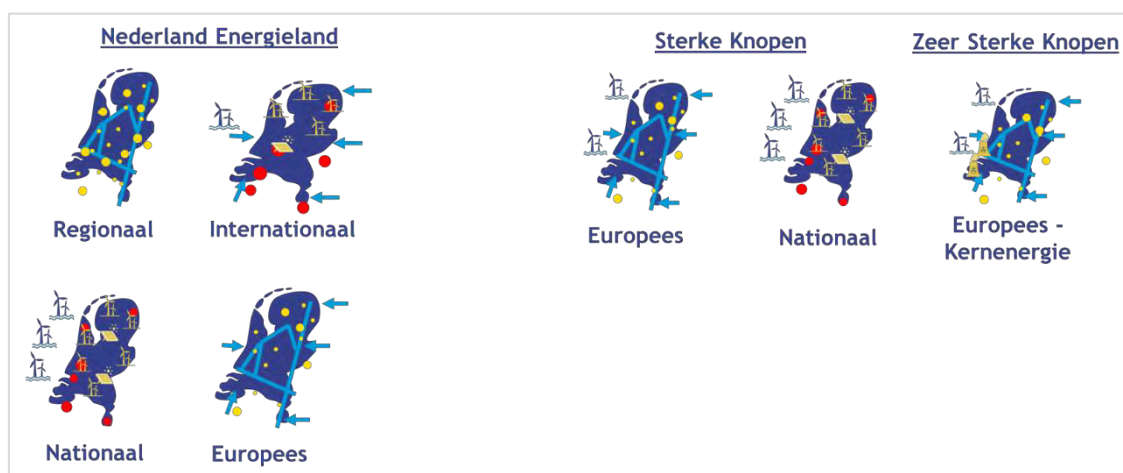 Nederland Energieland
Sterke Knopen
Zeer Sterke Knopen
Regionaal
Internationaal
Europees
Nationaal
Europees -
Kernenergie
Nationaal
Europees